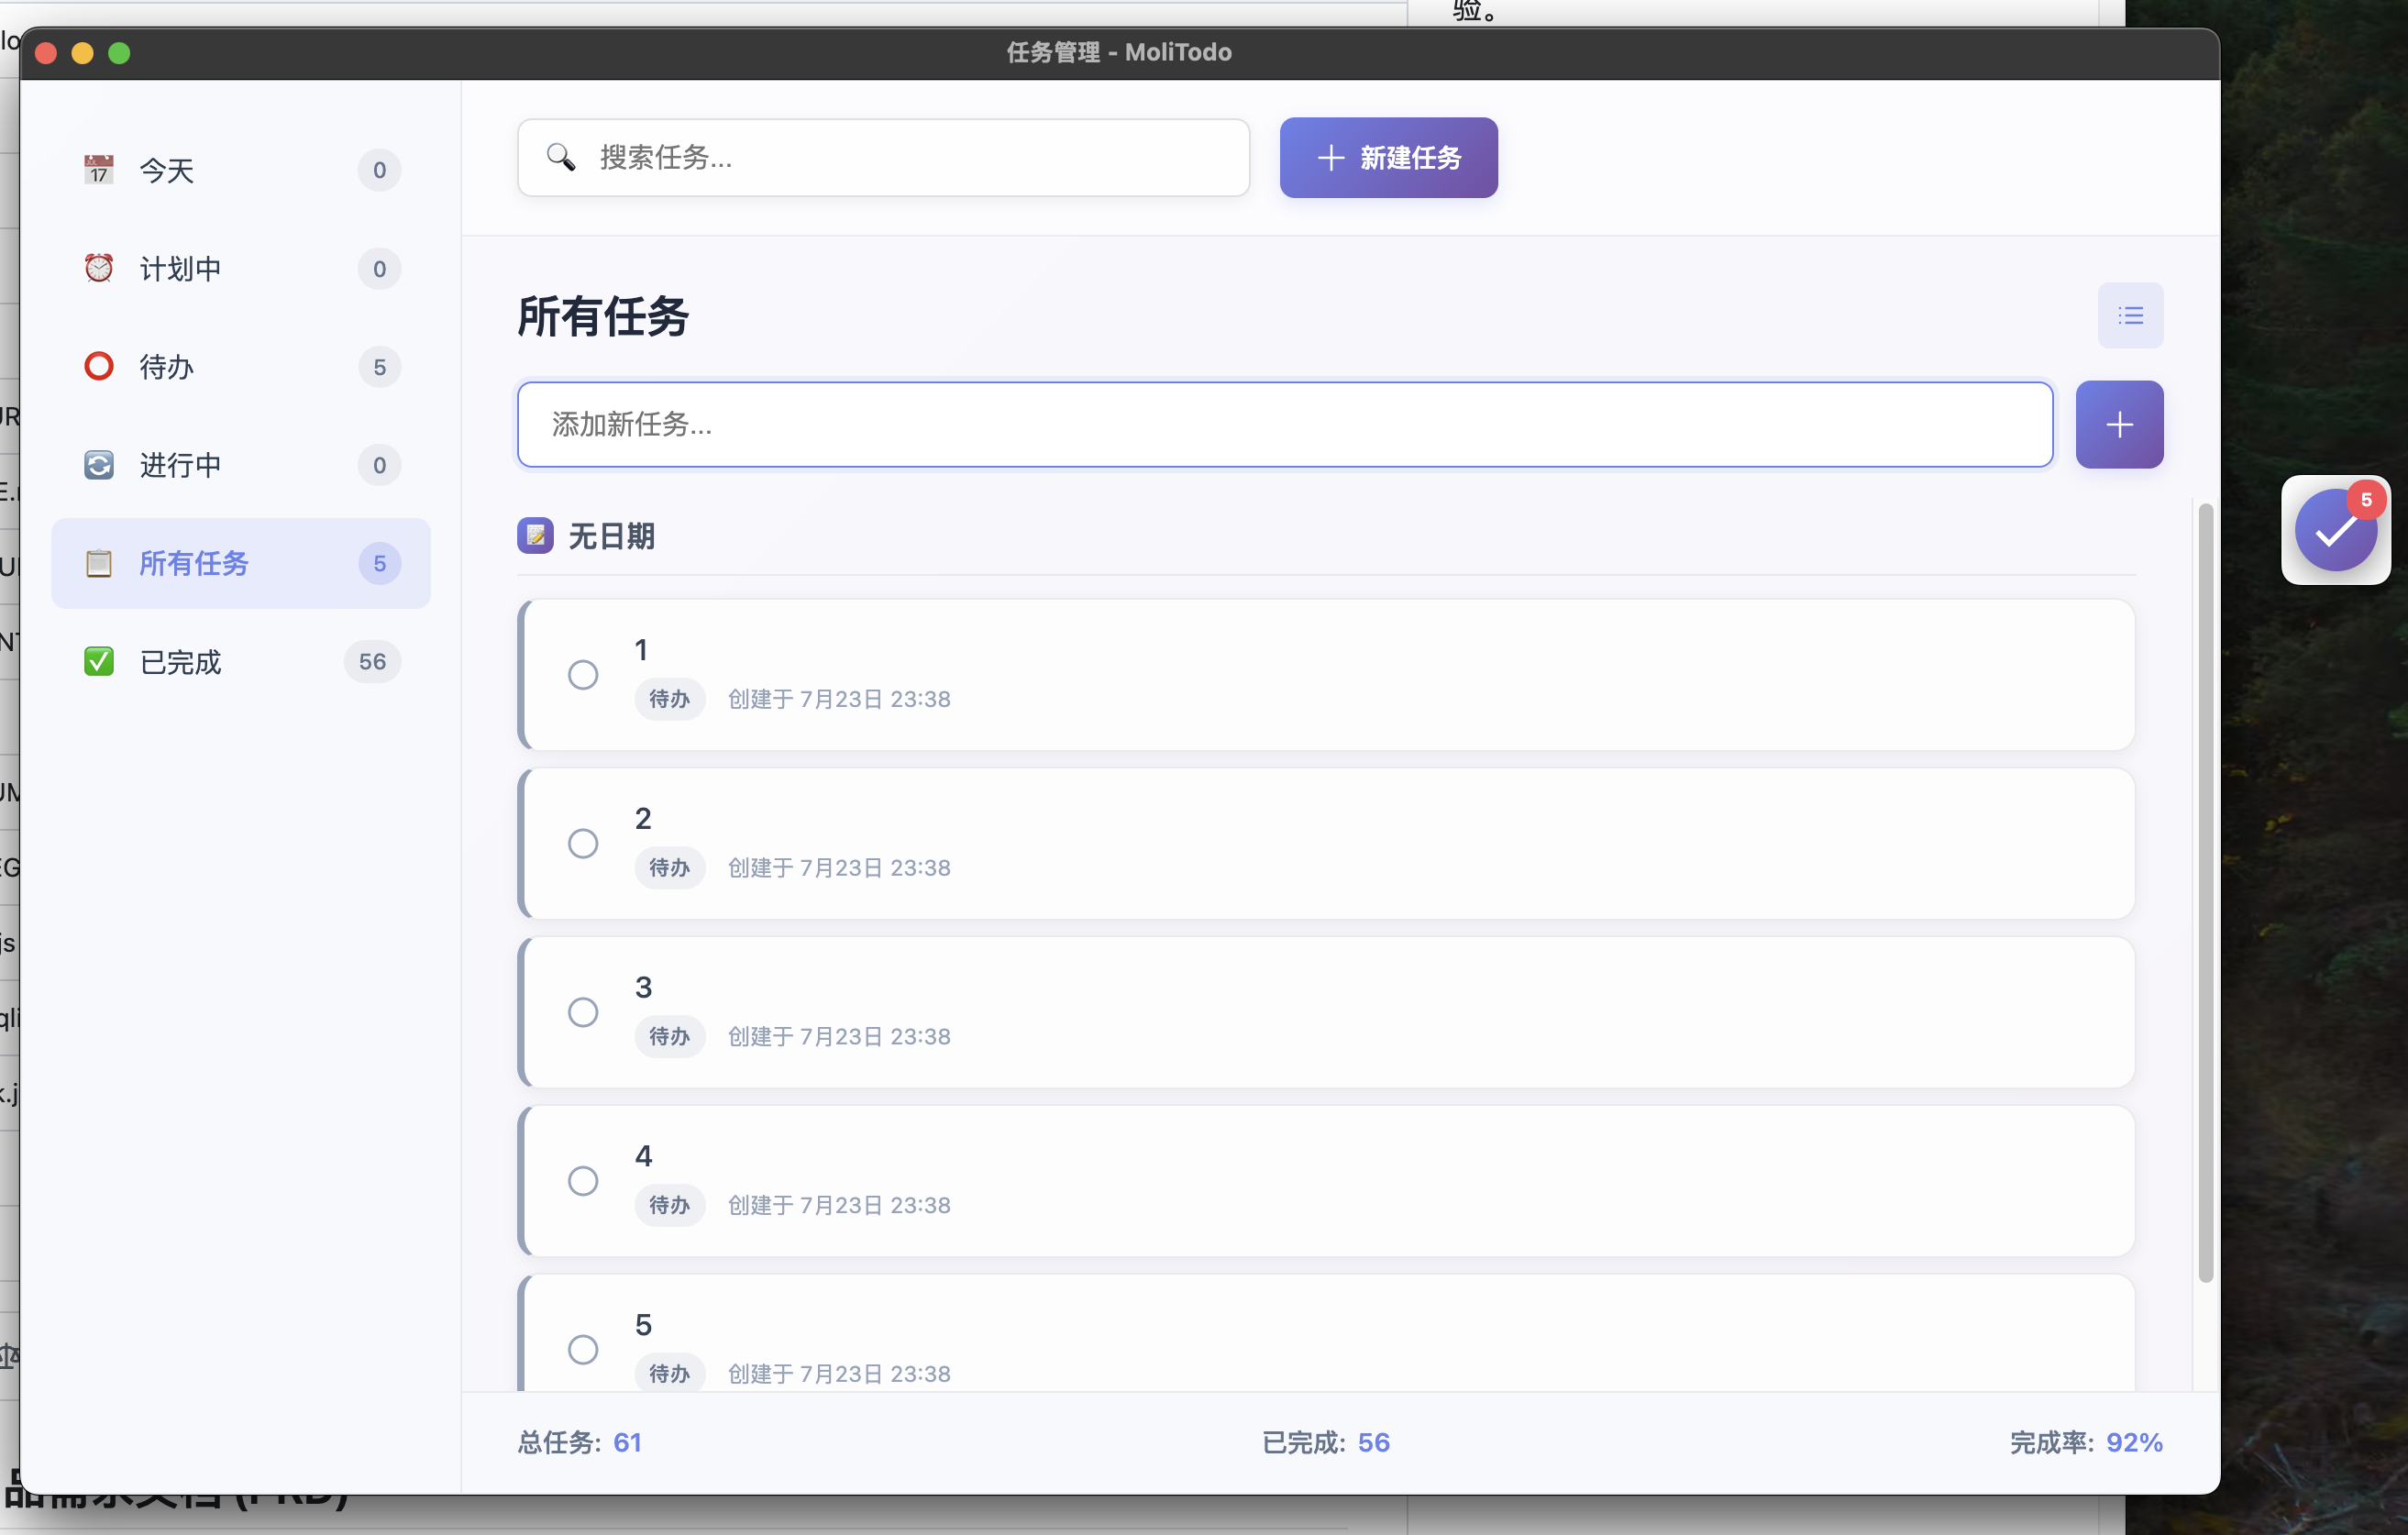 验。
任务管理 - MoliTodo
17
今天
0
计划中
0
待办
5
进行中
0
所有任务
5
已完成
56
搜索任务...
新建任务
所有任务
添加新任务...
无日期
1
待办 创建于 7月23日 23:38
2
待办 创建于 7月23日 23:38
3
待办 创建于 7月23日 23:38
4
待办 创建于 7月23日 23:38
5
待办 创建于 7月23日 23:38
总任务: 61
已完成: 56
完成率: 92%
5